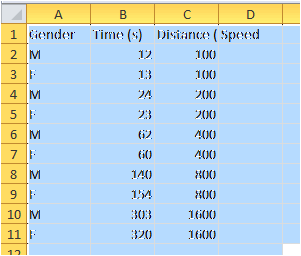 A B C D
1 Gender Time (s) Distance ( Speed
2 M 12 100
3 F 13 100
4 M 24 200
5 F 23 200
6 M 62 400
7 F 60 400
8 M 140 800
9 F 154 800
10 M 303 1600
11 F 320 1600
12